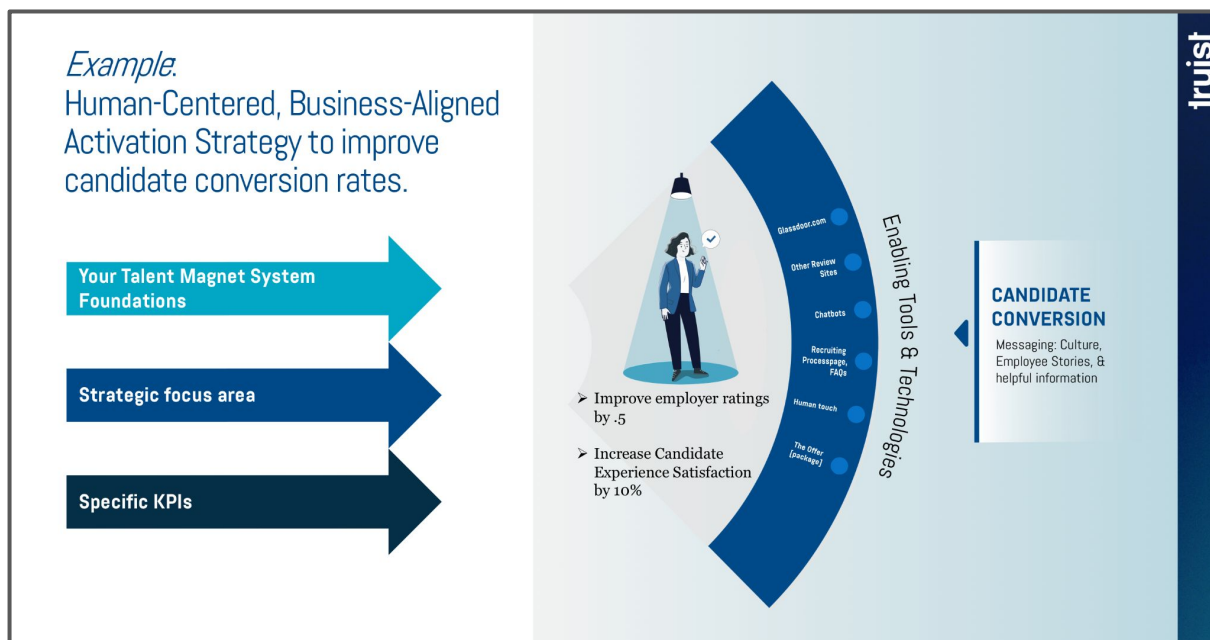 Example:
Human-Centered, Business-Aligned
Activation Strategy to improve
candidate conversion rates.
Your Talent Magnet System
Foundations
Strategic focus area
Specific KPIs
➢ Improve employer ratings
by .5
➢ Increase Candidate
Experience Satisfaction
by 10%
Glassdoor.com
Other Review
Sites
Chatbots
Recruiting
Processpage,
FAQs
Human touch
The Offer
[package]
Enabling Tools & Technologies
CANDIDATE
CONVERSION
Messaging: Culture,
Employee Stories, &
helpful information
truist